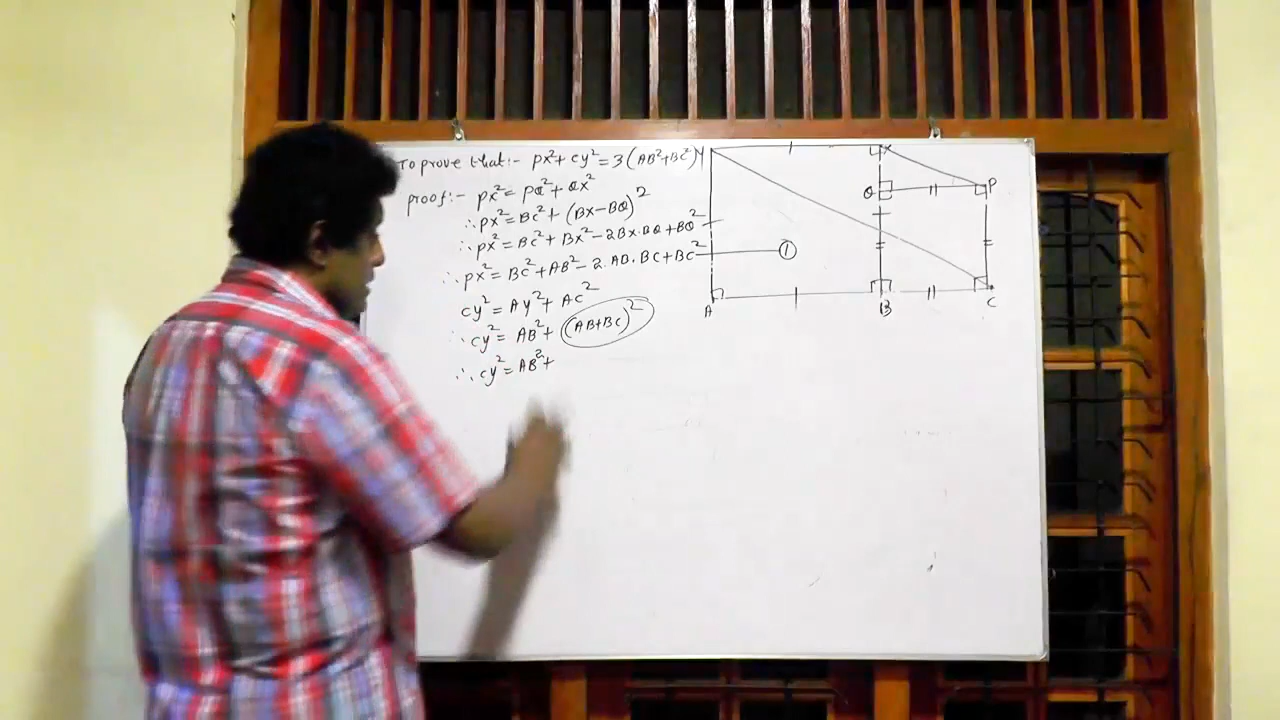 To prove that:- px²+cy²=3(AB²+BC²)
proof:- px²=PQ²+QX²
∴px²=BC²+(BX-BQ)²
∴px²=BC²+BX²-2BX.BQ+BQ²
∴px²=BC²+AB²-2.AB.BC+BC² ①
cy²=AY²+AC²
∴cy²=AB²+(AB+BC)²
∴cy²=AB²+
Y X
Q P
A B C